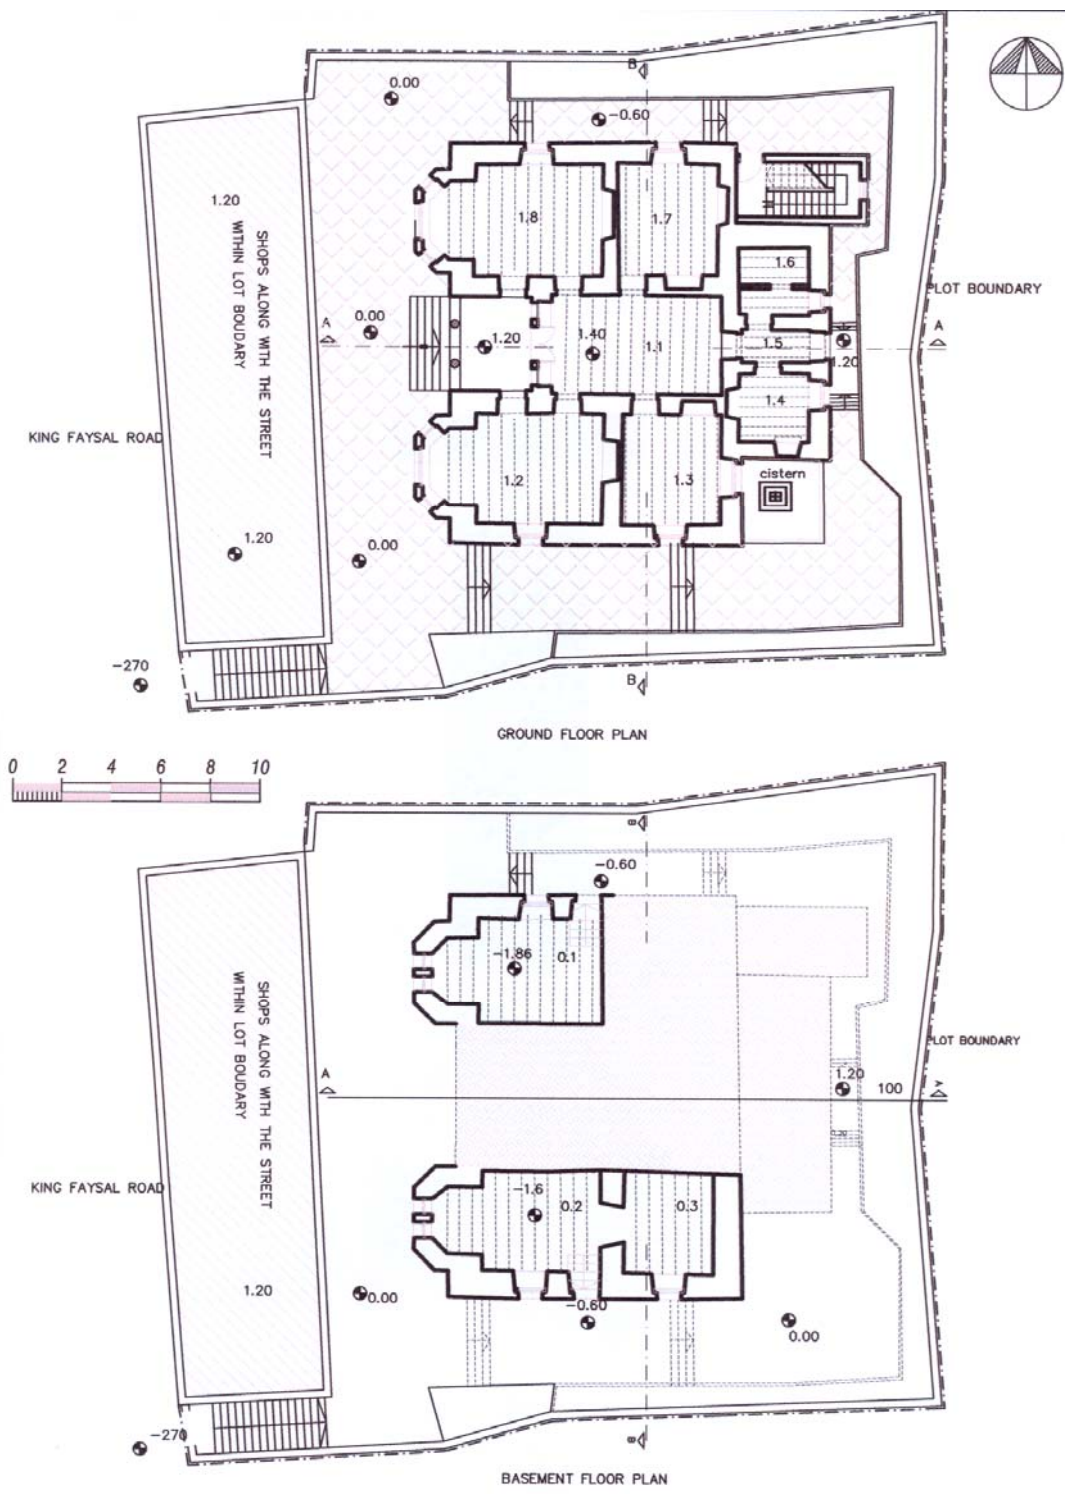 B
0.00
-0.60
1.20
SHOPS ALONG WITH THE STREET
WITHIN LOT BOUDARY
1.8
1.7
1.6
PLOT BOUNDARY
A
0.00
1.20
1.40
1.1
1.5
1.20
A
1.4
KING FAYSAL ROAD
1.2
1.3
cistern
1.20
0.00
-270
B
GROUND FLOOR PLAN
0 2 4 6 8 10
B
-0.60
-1.86
0.1
SHOPS ALONG WITH THE STREET
WITHIN LOT BOUDARY
LOT BOUNDARY
A
1.20
100
A
1.20
KING FAYSAL ROAD
-1.6
0.2
0.3
1.20
0.00
-0.60
0.00
-270
B
BASEMENT FLOOR PLAN